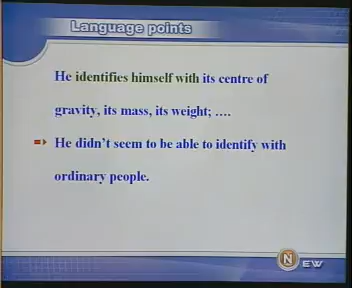 Language points
He identifies himself with its centre of
gravity, its mass, its weight; ....
He didn't seem to be able to identify with
ordinary people.
N EW